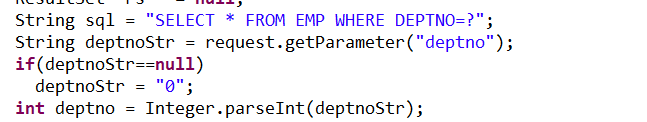 ResultSet rs = null;
String sql = "SELECT * FROM EMP WHERE DEPTNO=?";
String deptnoStr = request.getParameter("deptno");
if(deptnoStr==null)
deptnoStr = "0";
int deptno = Integer.parseInt(deptnoStr);